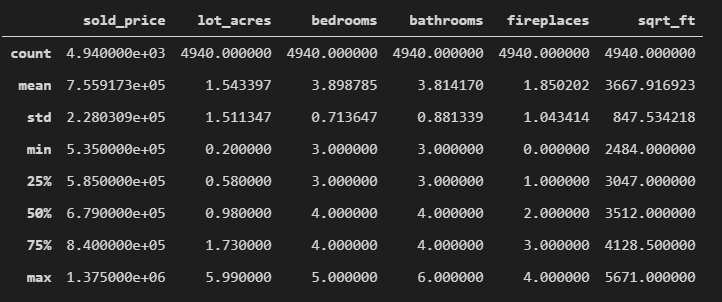 sold_price lot_acres bedrooms bathrooms fireplaces sqrt_ft
count 4.940000e+03 4940.000000 4940.000000 4940.000000 4940.000000 4940.000000
mean 7.559173e+05 1.543397 3.898785 3.814170 1.850202 3667.916923
std 2.280309e+05 1.511347 0.713647 0.881339 1.043414 847.534218
min 5.350000e+05 0.200000 3.000000 3.000000 0.000000 2484.000000
25% 5.850000e+05 0.580000 3.000000 3.000000 1.000000 3047.000000
50% 6.790000e+05 0.980000 4.000000 4.000000 2.000000 3512.000000
75% 8.400000e+05 1.730000 4.000000 4.000000 3.000000 4128.500000
max 1.375000e+06 5.990000 5.000000 6.000000 4.000000 5671.000000